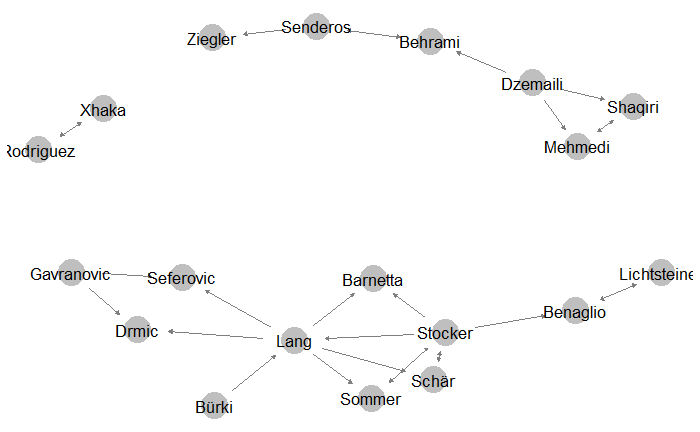 Senderos
Ziegler
Behrami
Dzemaili
Xhaka
Shaqiri
Rodriguez
Mehmedi
Gavranovic
Seferovic
Barnetta
Lichtsteine
Benaglio
Drmic
Lang
Stocker
Schär
Sommer
Bürki